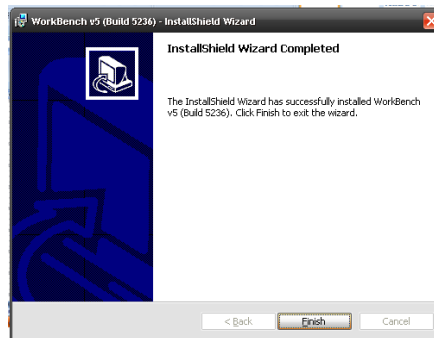 WorkBench v5 (Build 5236) - InstallShield Wizard
InstallShield Wizard Completed
The InstallShield Wizard has successfully installed WorkBench
v5 (Build 5236). Click Finish to exit the wizard.
< Back
Finish
Cancel